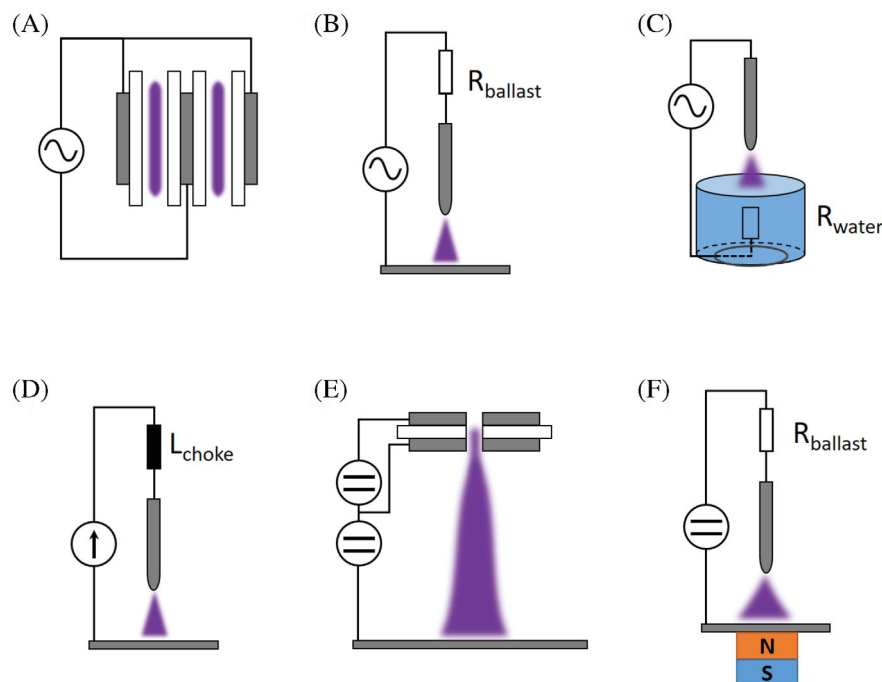 (A)
(B)
R_ballast
(C)
R_water
(D)
L_choke
(E)
(F)
R_ballast
N
S